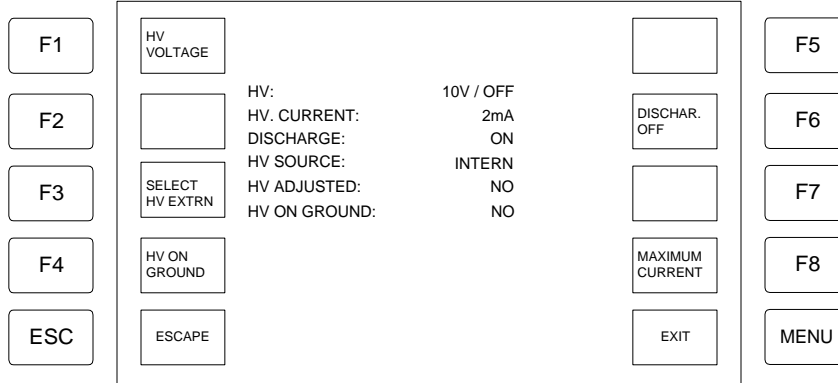 F1
HV
VOLTAGE
F5
HV: 10V / OFF
F2
HV. CURRENT: 2mA
DISCHAR.
OFF
F6
DISCHARGE: ON
HV SOURCE: INTERN
F3
SELECT
HV EXTRN
HV ADJUSTED: NO
F7
HV ON GROUND: NO
F4
HV ON
GROUND
MAXIMUM
CURRENT
F8
ESC
ESCAPE
EXIT
MENU